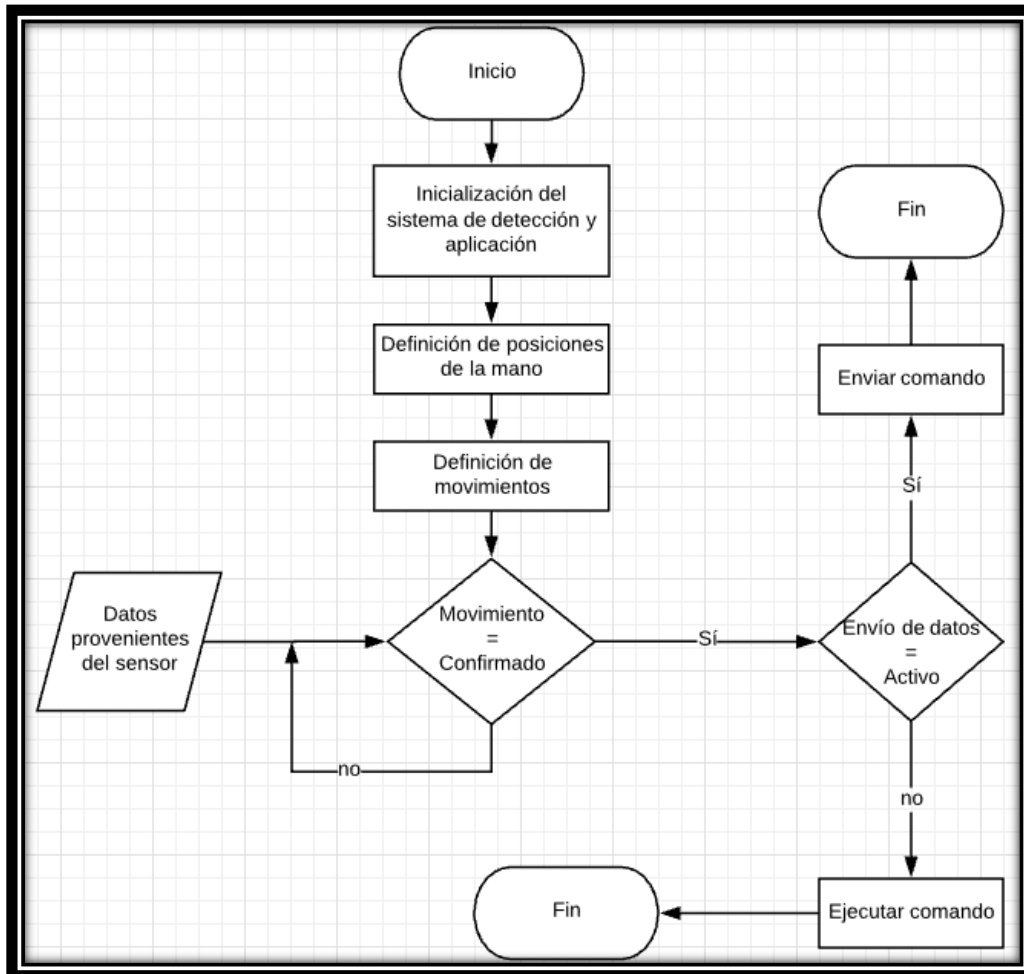 Inicio
Inicialización del
sistema de detección y
aplicación
Definición de posiciones
de la mano
Definición de
movimientos
Datos
provenientes
del sensor
Movimiento
=
Confirmado
no
Sí
Envío de datos
=
Activo
Sí
Enviar comando
Fin
no
Ejecutar comando
Fin